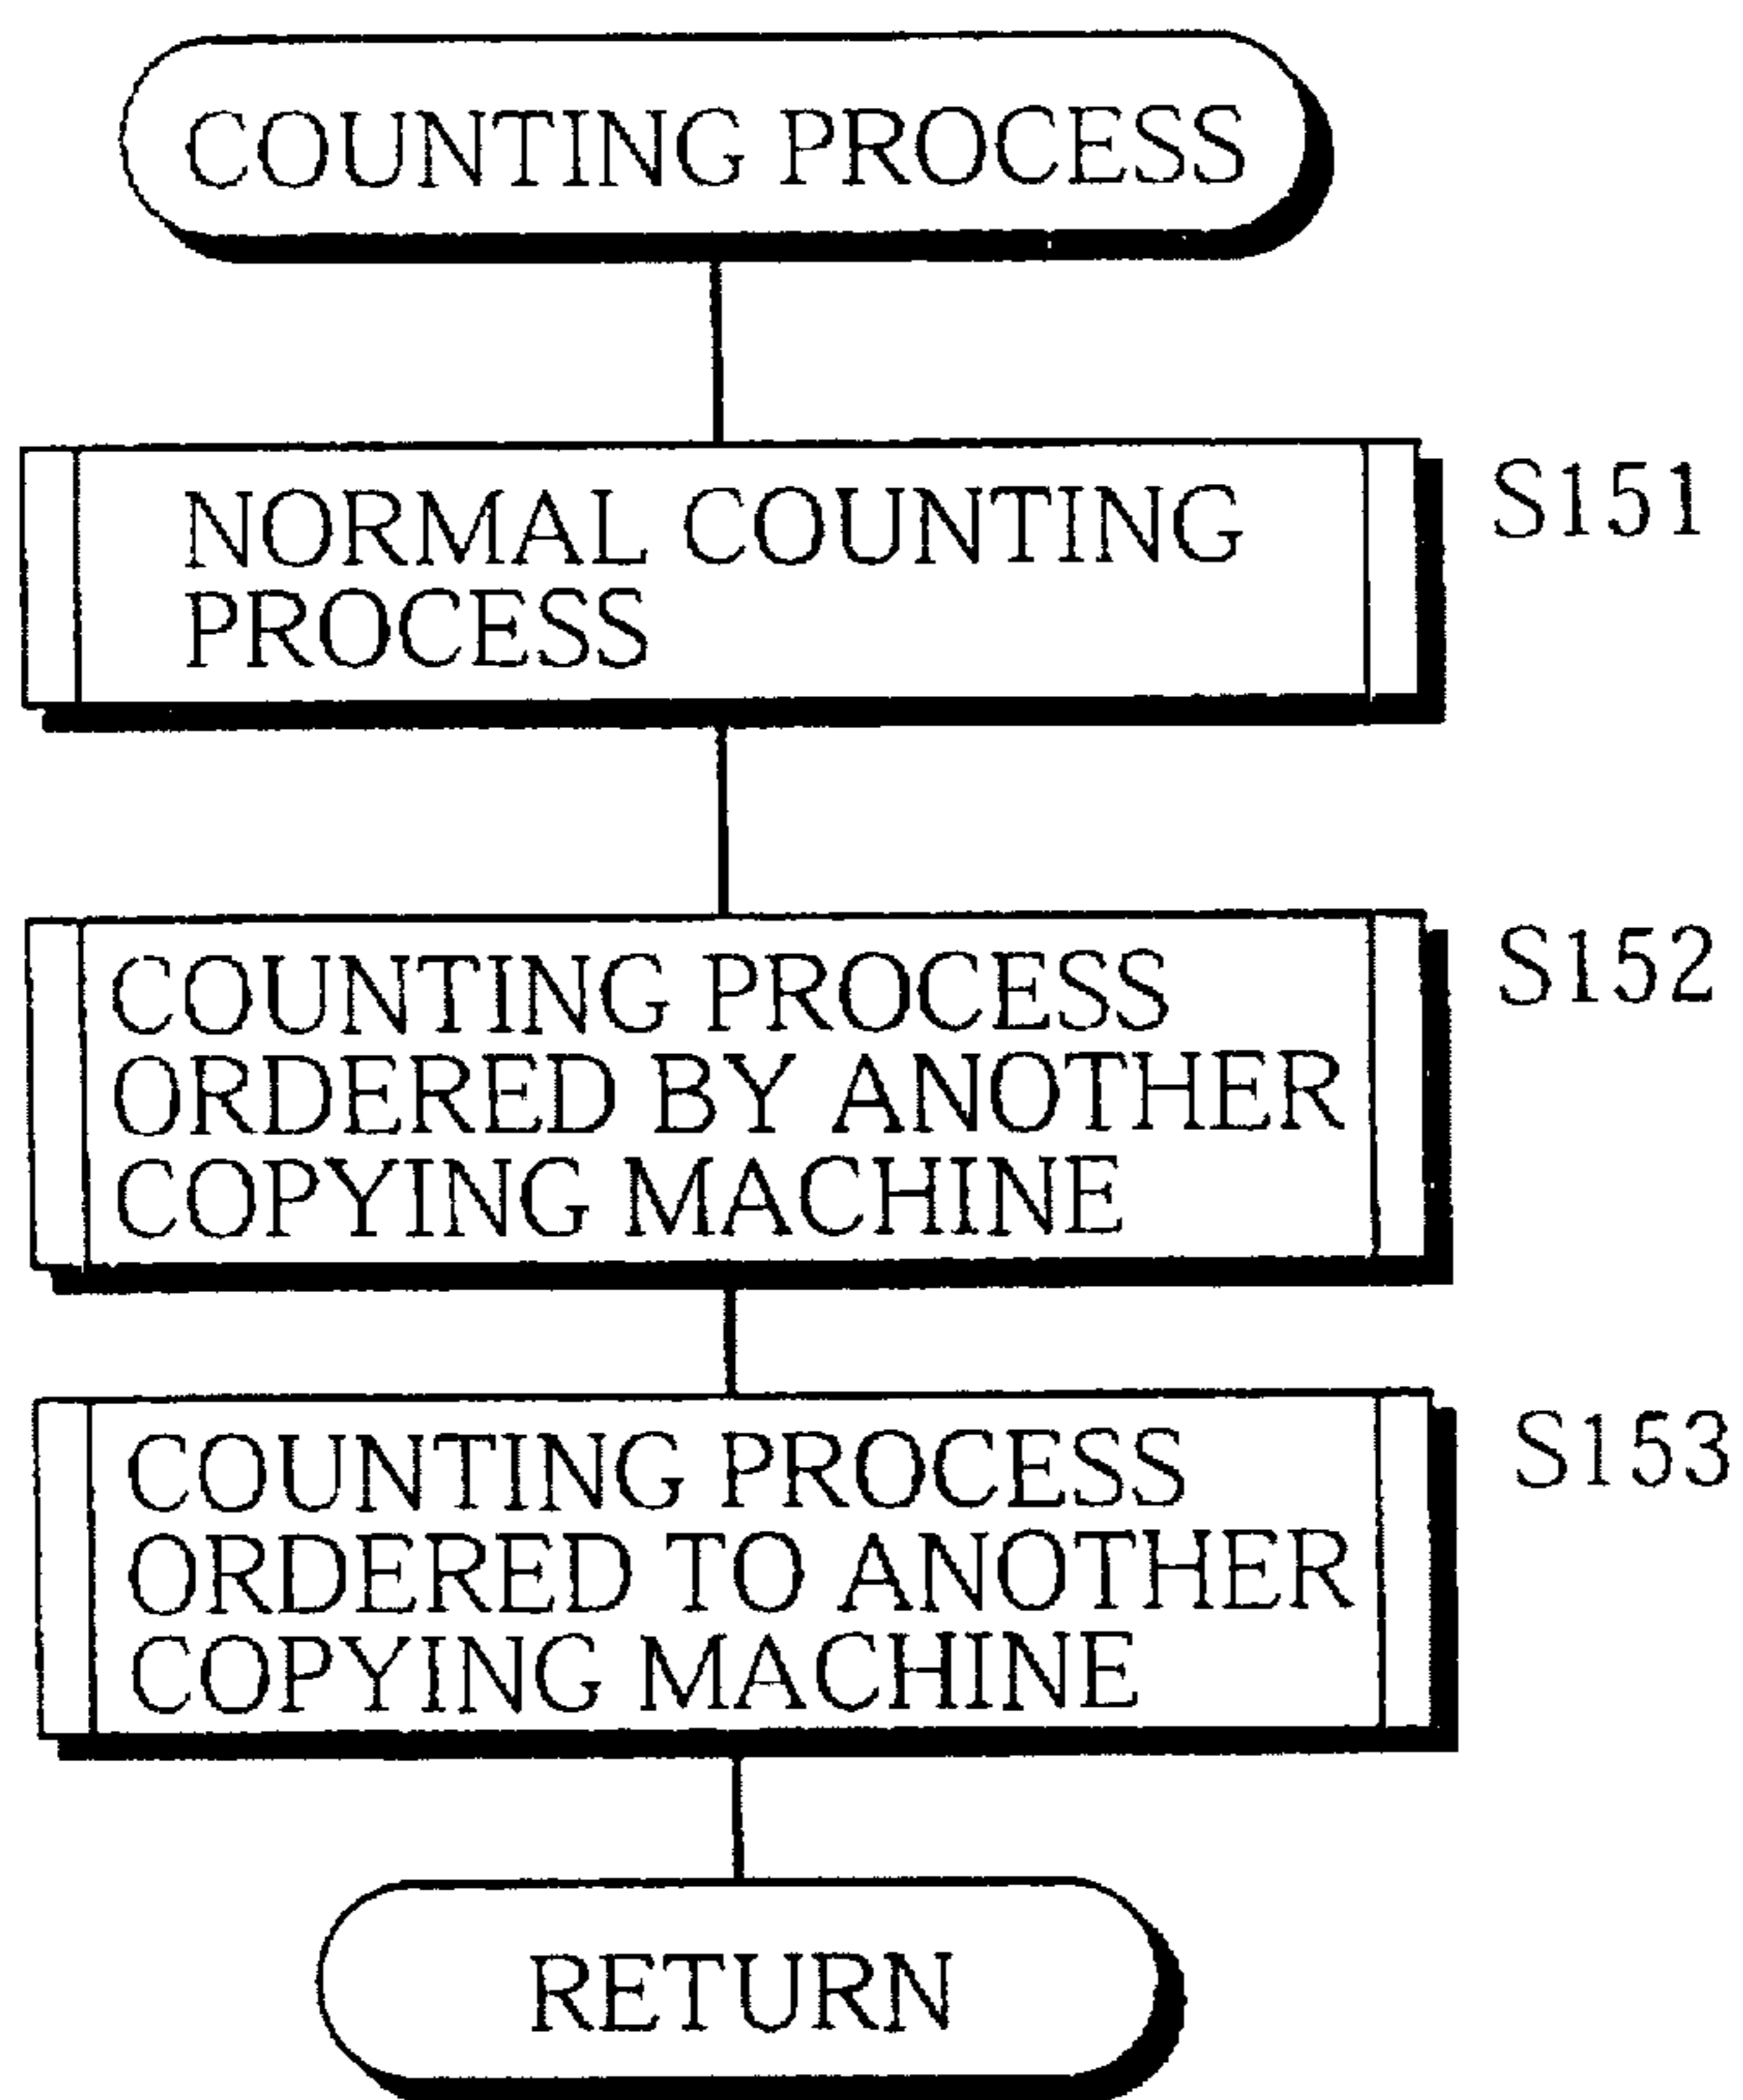 COUNTING PROCESS
NORMAL COUNTING
PROCESS
S151
COUNTING PROCESS
ORDERED BY ANOTHER
COPYING MACHINE
S152
COUNTING PROCESS
ORDERED TO ANOTHER
COPYING MACHINE
S153
RETURN